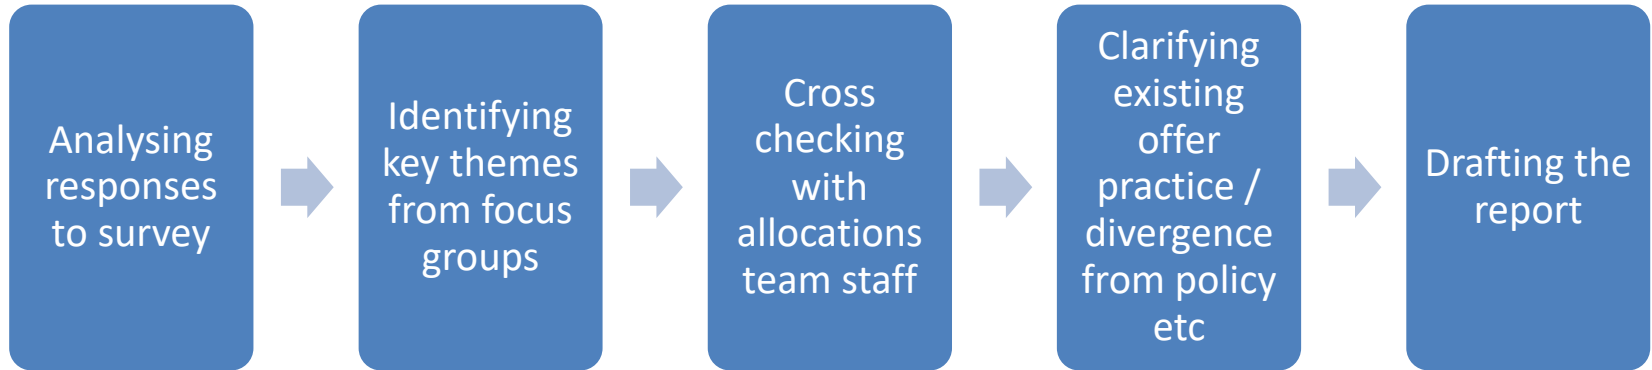 Analysing
responses
to survey
Identifying
key themes
from focus
groups
Cross
checking
with
allocations
team staff
Clarifying
existing
offer
practice /
divergence
from policy
etc
Drafting the
report